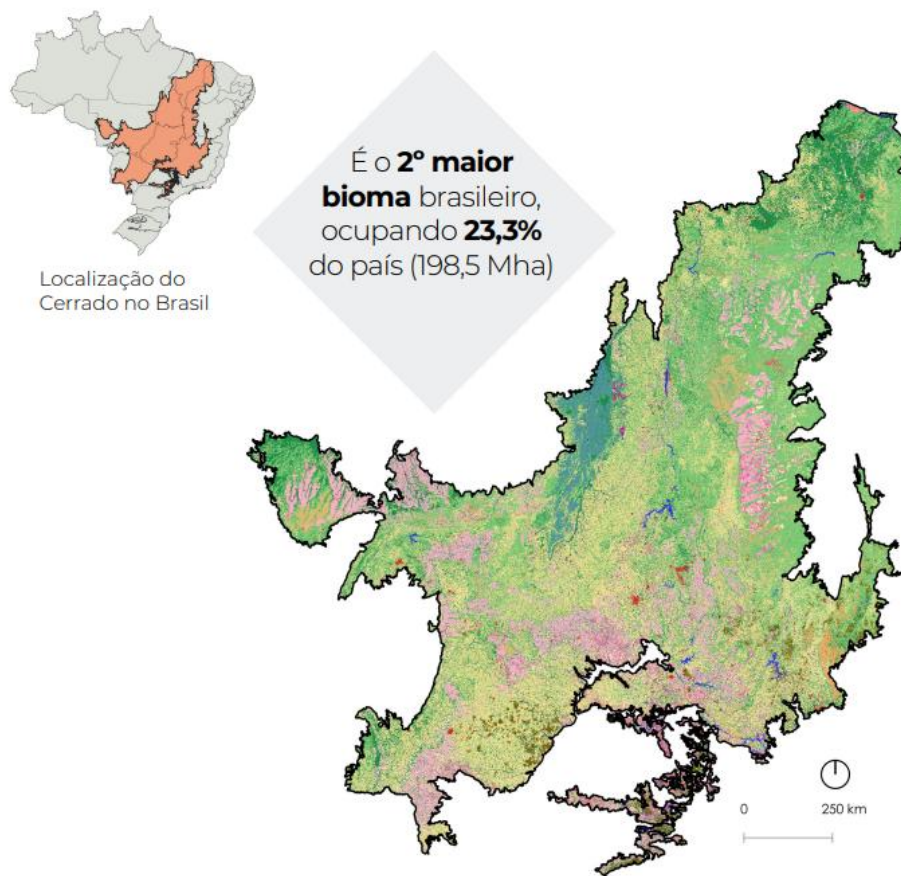 É o 2º maior
bioma brasileiro,
ocupando 23,3%
do país (198,5 Mha)
Localização do
Cerrado no Brasil
0
250 km